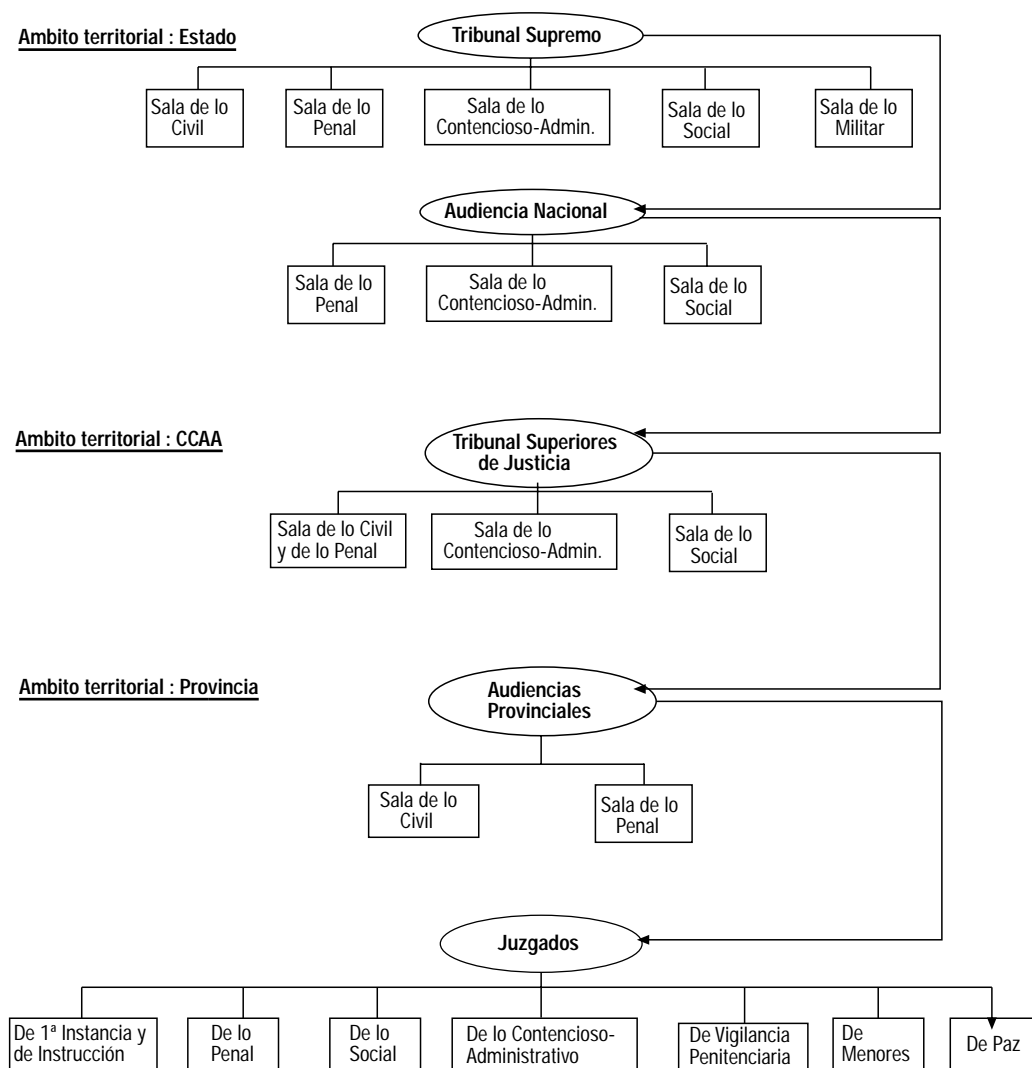 Ambito territorial : Estado
Tribunal Supremo
Sala de lo
Civil
Sala de lo
Penal
Sala de lo
Contencioso-Admin.
Sala de lo
Social
Sala de lo
Militar
Audiencia Nacional
Sala de lo
Penal
Sala de lo
Contencioso-Admin.
Sala de lo
Social
Ambito territorial : CCAA
Tribunal Superiores
de Justicia
Sala de lo Civil
y de lo Penal
Sala de lo
Contencioso-Admin.
Sala de lo
Social
Ambito territorial : Provincia
Audiencias
Provinciales
Sala de lo
Civil
Sala de lo
Penal
Juzgados
De 1ª Instancia y
de Instrucción
De lo
Penal
De lo
Social
De lo Contencioso-
Administrativo
De Vigilancia
Penitenciaria
De
Menores
De Paz